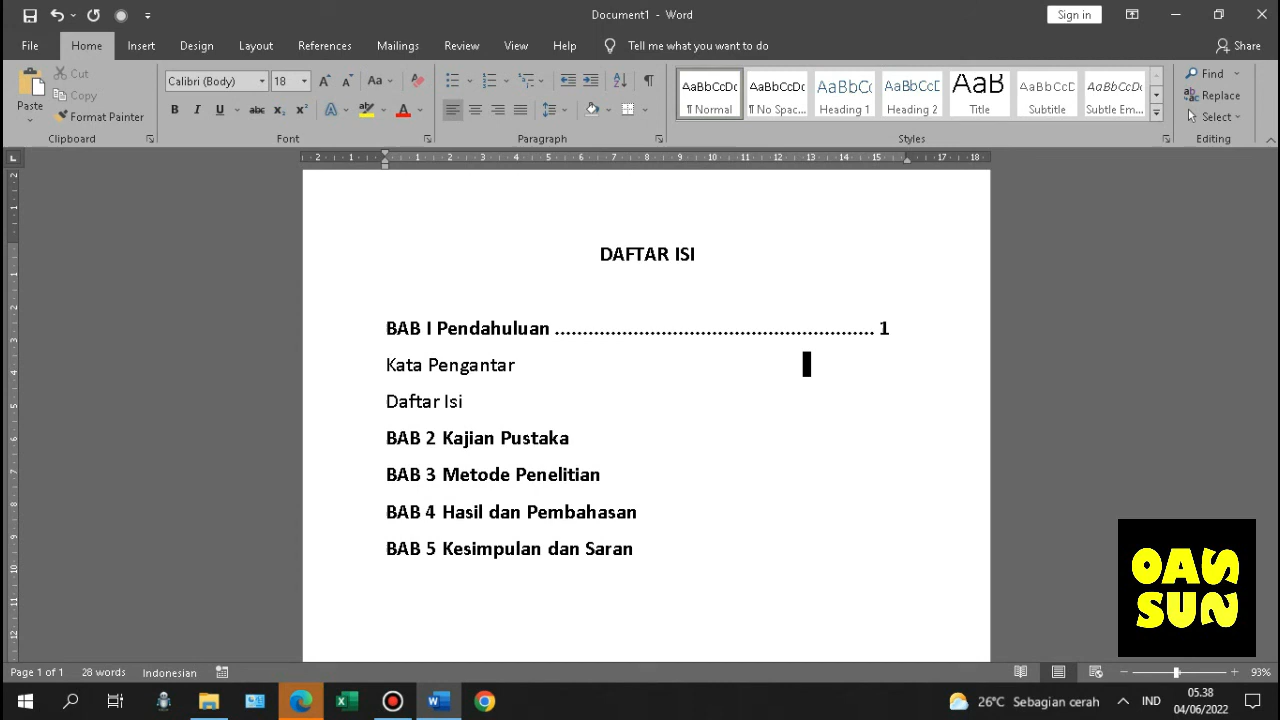 Document1 - Word
Sign in
File Home Insert Design Layout References Mailings Review View Help Tell me what you want to do Share
Paste
Cut
Copy
Format Painter
Clipboard
Calibri (Body) 18
Font
Paragraph
AaBbCcDc ¶ Normal
AaBbCcDc ¶ No Spac...
AaBbCc Heading 1
AaBbCcD Heading 2
AaB Title
AaBbCcD Subtitle
AaBbCcDc Subtle Em...
Styles
Find
Replace
Select
Editing
DAFTAR ISI
BAB I Pendahuluan ......................................................... 1
Kata Pengantar
Daftar Isi
BAB 2 Kajian Pustaka
BAB 3 Metode Penelitian
BAB 4 Hasil dan Pembahasan
BAB 5 Kesimpulan dan Saran
OAS
SUN
Page 1 of 1 28 words Indonesian 93%
26°C Sebagian cerah IND
05.38
04/06/2022